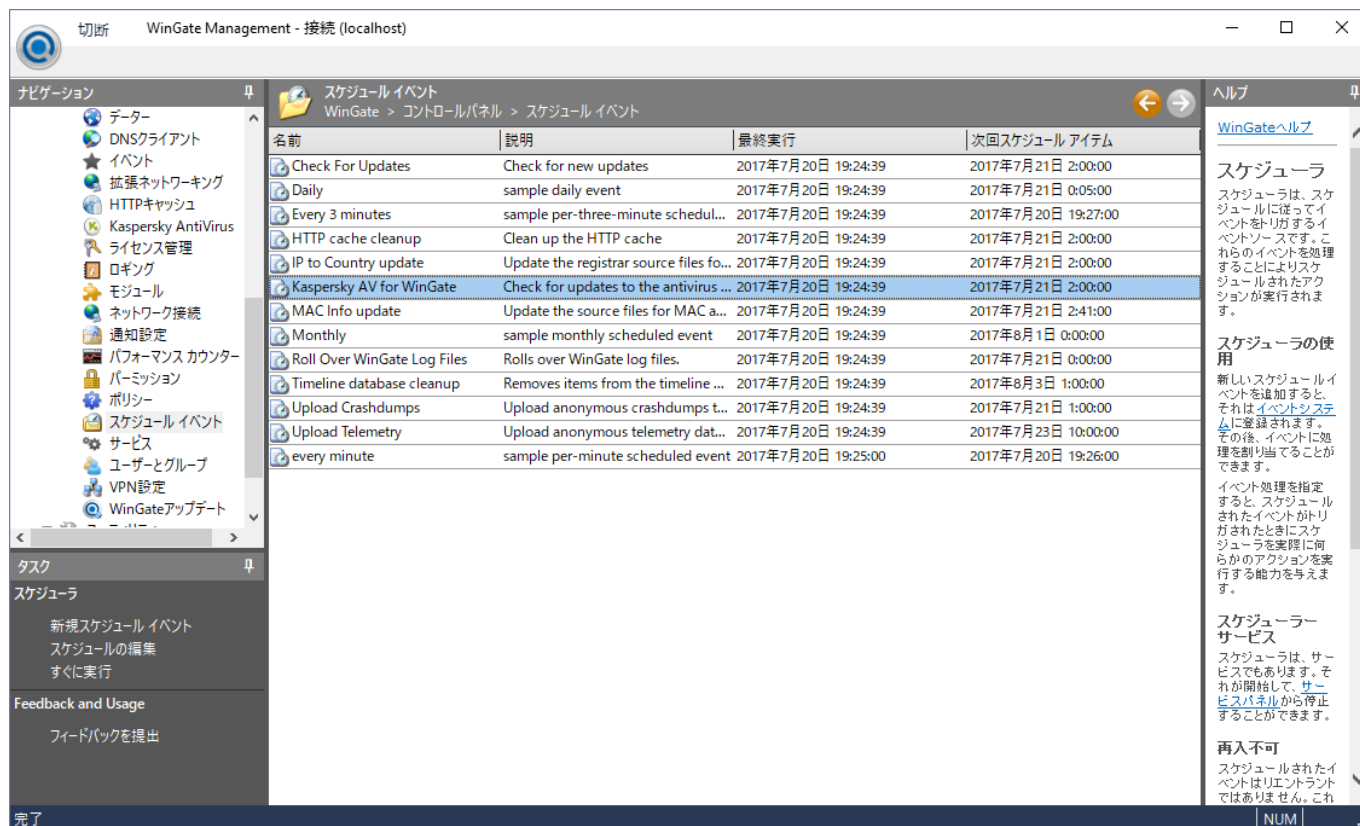 切断
WinGate Management - 接続 (localhost)
ナビゲーション
データー
DNSクライアント
イベント
拡張ネットワーキング
HTTPキャッシュ
Kaspersky AntiVirus
ライセンス管理
ロギング
モジュール
ネットワーク接続
通知設定
パフォーマンス カウンター
パーミッション
ポリシー
スケジュール イベント
サービス
ユーザーとグループ
VPN設定
WinGateアップデート
タスク
スケジューラ
新規スケジュール イベント
スケジュールの編集
すぐに実行
Feedback and Usage
フィードバックを提出
スケジュール イベント
WinGate > コントロールパネル > スケジュール イベント
名前 説明 最終実行 次回スケジュール アイテム
Check For Updates Check for new updates 2017年7月20日 19:24:39 2017年7月21日 2:00:00
Daily sample daily event 2017年7月20日 19:24:39 2017年7月21日 0:05:00
Every 3 minutes sample per-three-minute schedul... 2017年7月20日 19:24:39 2017年7月20日 19:27:00
HTTP cache cleanup Clean up the HTTP cache 2017年7月20日 19:24:39 2017年7月21日 2:00:00
IP to Country update Update the registrar source files fo... 2017年7月20日 19:24:39 2017年7月21日 2:00:00
Kaspersky AV for WinGate Check for updates to the antivirus ... 2017年7月20日 19:24:39 2017年7月21日 2:00:00
MAC Info update Update the source files for MAC a... 2017年7月20日 19:24:39 2017年7月21日 2:41:00
Monthly sample monthly scheduled event 2017年7月20日 19:24:39 2017年8月1日 0:00:00
Roll Over WinGate Log Files Rolls over WinGate log files. 2017年7月20日 19:24:39 2017年7月21日 0:00:00
Timeline database cleanup Removes items from the timeline ... 2017年7月20日 19:24:39 2017年8月3日 1:00:00
Upload Crashdumps Upload anonymous crashdumps t... 2017年7月20日 19:24:39 2017年7月21日 1:00:00
Upload Telemetry Upload anonymous telemetry dat... 2017年7月20日 19:24:39 2017年7月23日 10:00:00
every minute sample per-minute scheduled event 2017年7月20日 19:25:00 2017年7月20日 19:26:00
ヘルプ
WinGateヘルプ
スケジューラ
スケジューラは、スケ
ジュールに従ってイ
ベントをトリガするイ
ベントソースです。こ
れらのイベントを処理
することによりスケ
ジュールされたアク
ションが実行されま
す。
スケジューラの使
用
新しいスケジュールイ
ベントを追加すると、
それはイベントシステ
ムに登録されます。
その後、イベントに処
理を割り当てることが
できます。
イベント処理を指定
すると、スケジュール
されたイベントがトリ
ガされたときにスケ
ジューラを実際に何
らかのアクションを実
行する能力を与えま
す。
スケジューラー
サービス
スケジューラは、サー
ビスでもあります。そ
れが開始して、サー
ビスパネルから停止
することができます。
再入不可
スケジュールされたイ
ベントはリエントラント
ではありません。これ
完了
NUM